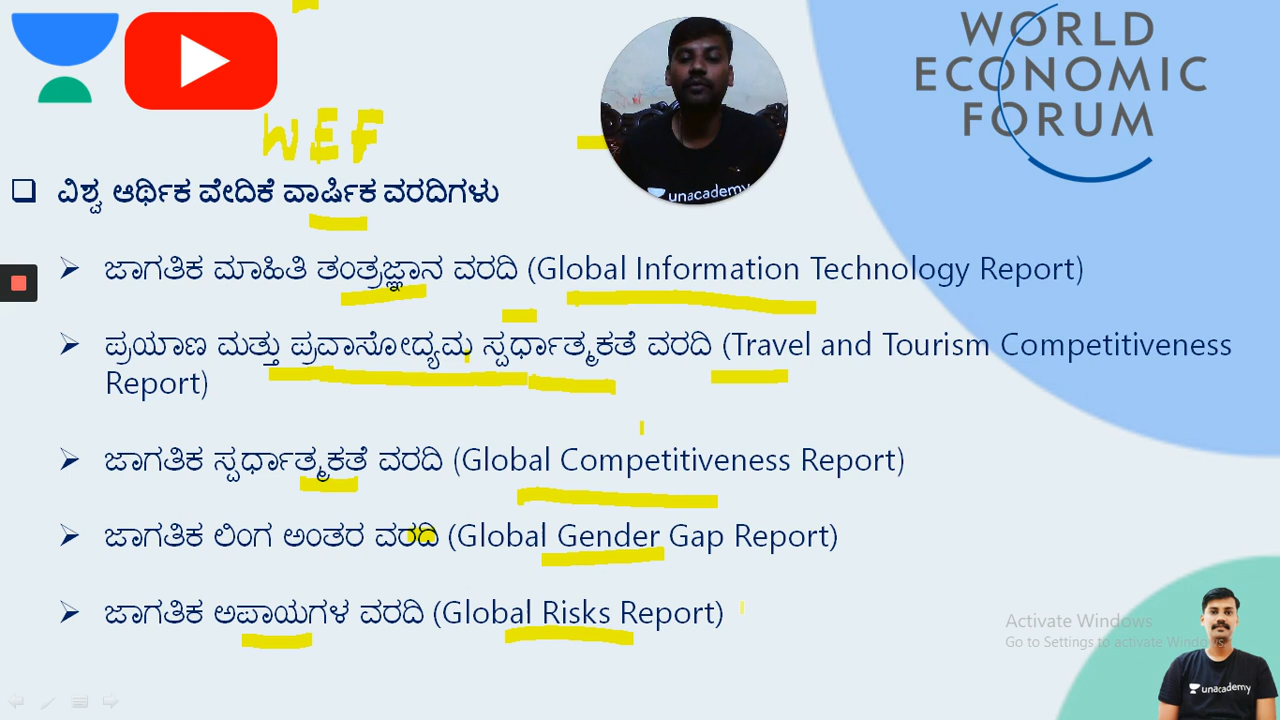 WORLD
ECONOMIC
FORUM
WEF
unacademy
ವಿಶ್ವ ಆರ್ಥಿಕ ವೇದಿಕೆ ವಾರ್ಷಿಕ ವರದಿಗಳು
ಜಾಗತಿಕ ಮಾಹಿತಿ ತಂತ್ರಜ್ಞಾನ ವರದಿ (Global Information Technology Report)
ಪ್ರಯಾಣ ಮತ್ತು ಪ್ರವಾಸೋದ್ಯಮ ಸ್ಪರ್ಧಾತ್ಮಕತೆ ವರದಿ (Travel and Tourism Competitiveness
Report)
ಜಾಗತಿಕ ಸ್ಪರ್ಧಾತ್ಮಕತೆ ವರದಿ (Global Competitiveness Report)
ಜಾಗತಿಕ ಲಿಂಗ ಅಂತರ ವರದಿ (Global Gender Gap Report)
ಜಾಗತಿಕ ಅಪಾಯಗಳ ವರದಿ (Global Risks Report)
Activate Windows
Go to Settings to activate Windows.
unacademy